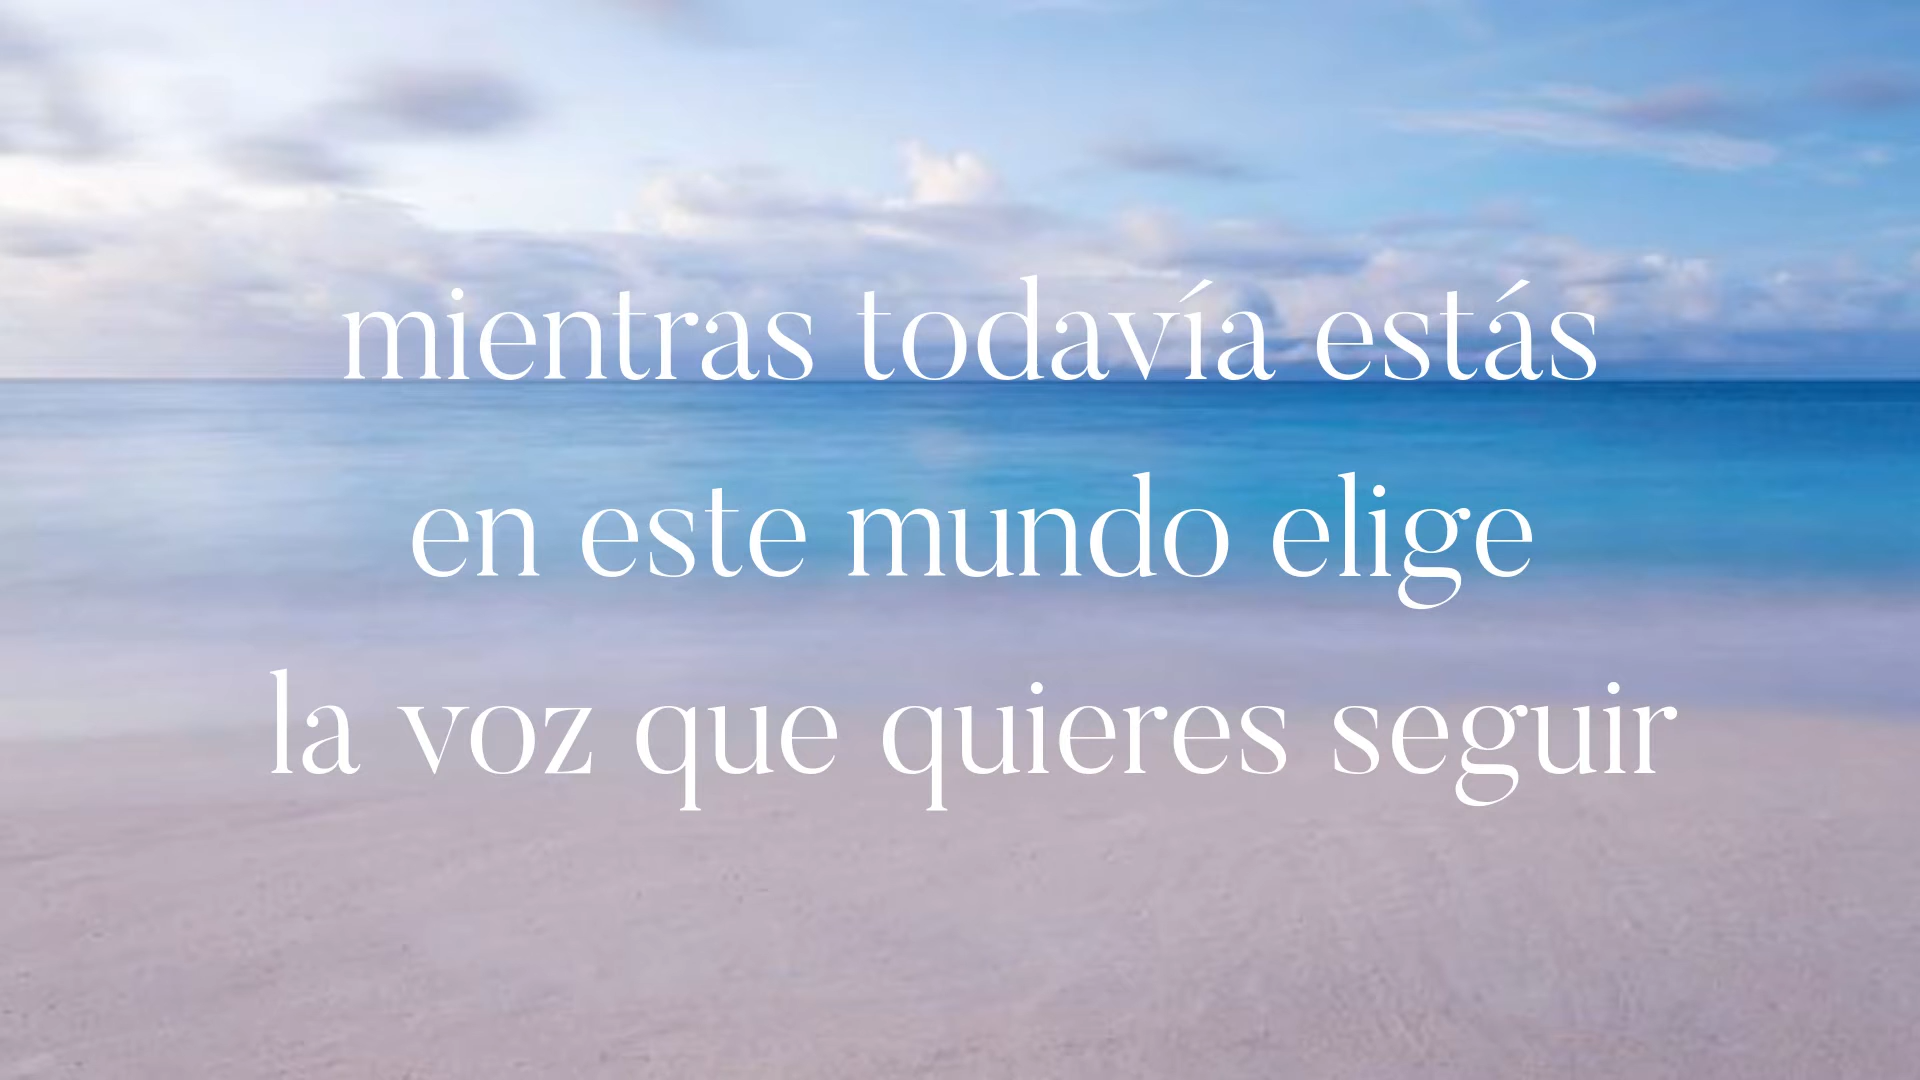 mientras todavía estás
en este mundo elige
la voz que quieres seguir